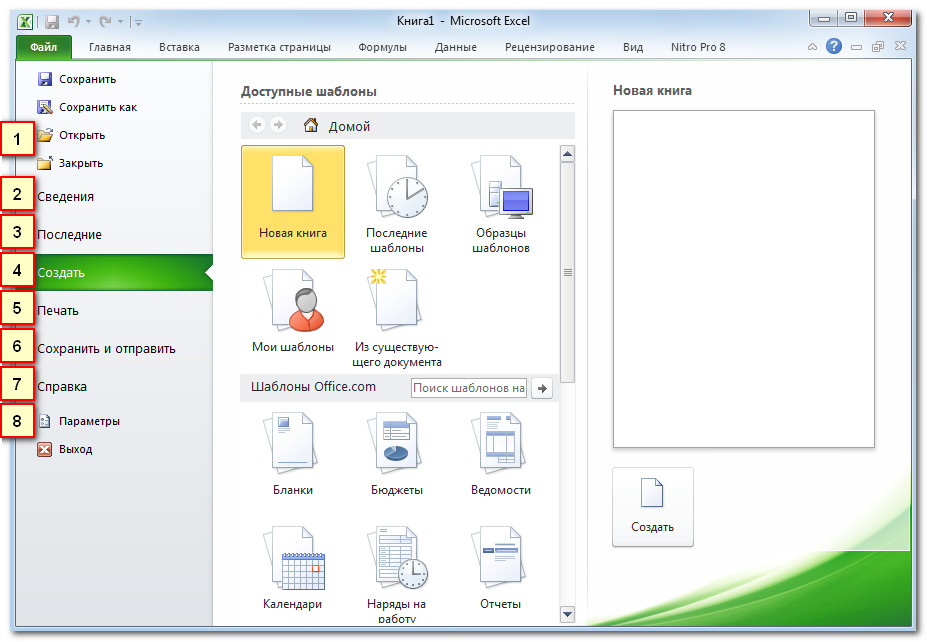 Книга1 - Microsoft Excel
Файл Главная Вставка Разметка страницы Формулы Данные Рецензирование Вид Nitro Pro 8
Сохранить
Сохранить как
1 Открыть
Закрыть
2 Сведения
3 Последние
4 Создать
5 Печать
6 Сохранить и отправить
7 Справка
8 Параметры
Выход
Доступные шаблоны
Домой
Новая книга
Последние
шаблоны
Образцы
шаблонов
Мои шаблоны
Из существую-
щего документа
Шаблоны Office.com Поиск шаблонов на
Бланки
Бюджеты
Ведомости
Календари
Наряды на
работу
Отчеты
Новая книга
Создать